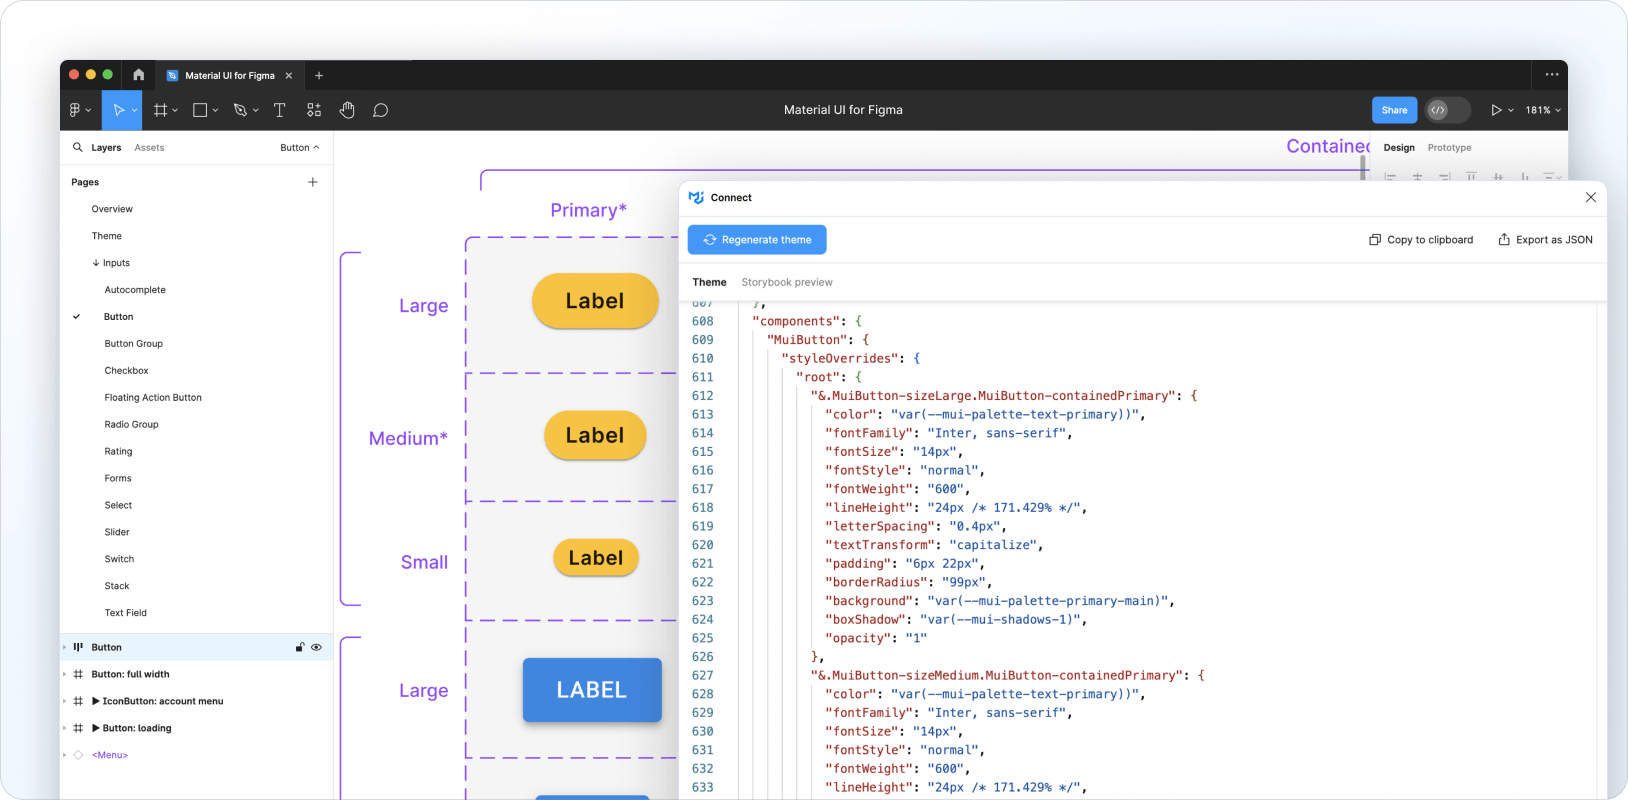 Material UI for Figma
Material UI for Figma
Share
181%
Layers
Assets
Button
Pages
Overview
Theme
Inputs
Autocomplete
Button
Button Group
Checkbox
Floating Action Button
Radio Group
Rating
Forms
Select
Slider
Switch
Stack
Text Field
Button
Button: full width
IconButton: account menu
Button: loading
<Menu>
Primary*
Large
Label
Medium*
Label
Small
Label
Large
LABEL
Design
Prototype
Connect
Regenerate theme
Copy to clipboard
Export as JSON
Theme
Storybook preview
607 },
608 "components": {
609 "MuiButton": {
610 "styleOverrides": {
611 "root": {
612 "&.MuiButton-sizeLarge.MuiButton-containedPrimary": {
613 "color": "var(--mui-palette-text-primary))",
614 "fontFamily": "Inter, sans-serif",
615 "fontSize": "14px",
616 "fontStyle": "normal",
617 "fontWeight": "600",
618 "lineHeight": "24px /* 171.429% */",
619 "letterSpacing": "0.4px",
620 "textTransform": "capitalize",
621 "padding": "6px 22px",
622 "borderRadius": "99px",
623 "background": "var(--mui-palette-primary-main)",
624 "boxShadow": "var(--mui-shadows-1)",
625 "opacity": "1"
626 },
627 "&.MuiButton-sizeMedium.MuiButton-containedPrimary": {
628 "color": "var(--mui-palette-text-primary))",
629 "fontFamily": "Inter, sans-serif",
630 "fontSize": "14px",
631 "fontStyle": "normal",
632 "fontWeight": "600",
633 "lineHeight": "24px /* 171.429% */",